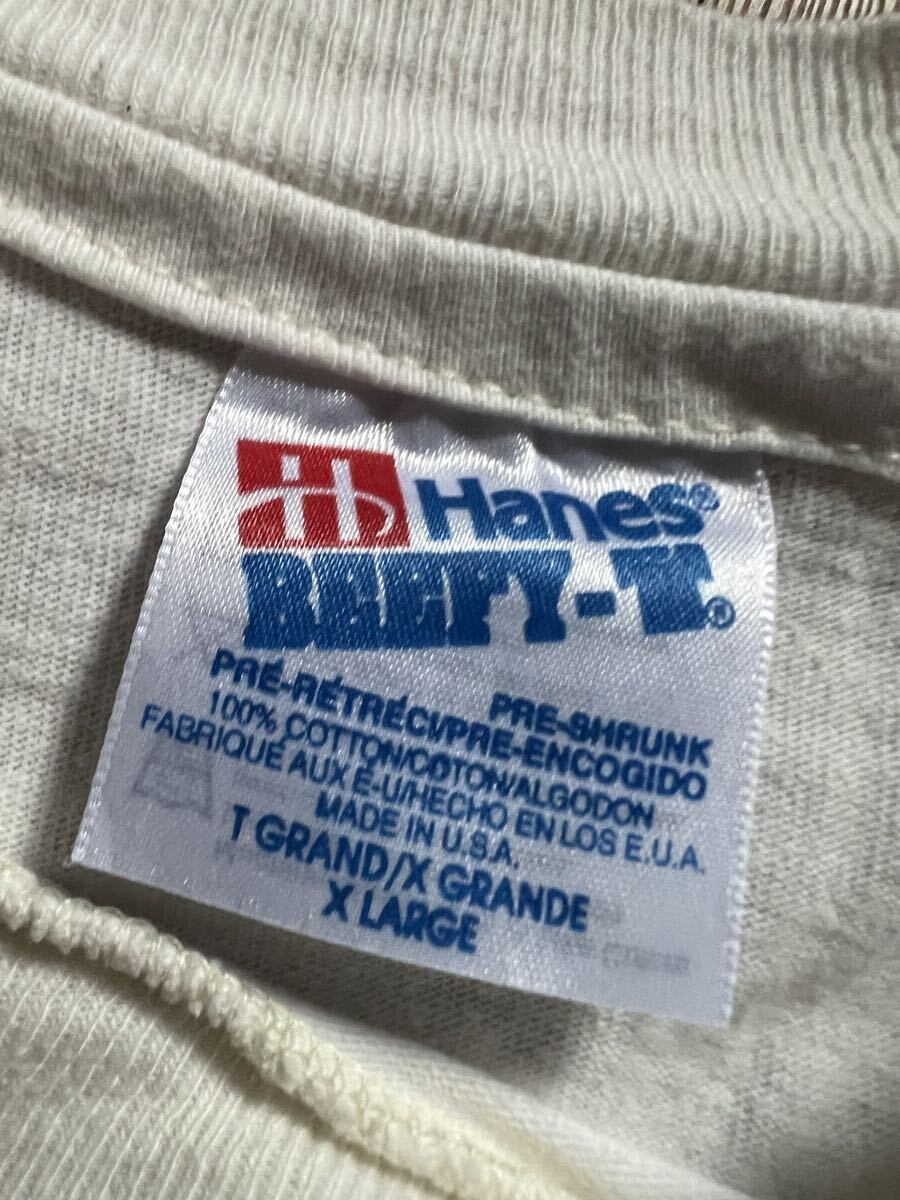 H Hanes®
BEEFY-T®
PRE-SHRUNK
PRÉ-RÉTRÉCI/PRE-ENCOGIDO
100% COTTON/COTON/ALGODON
FABRIQUÉ AUX É-U/HECHO EN LOS E.U.A.
MADE IN U.S.A.
T GRAND/X GRANDE
X LARGE